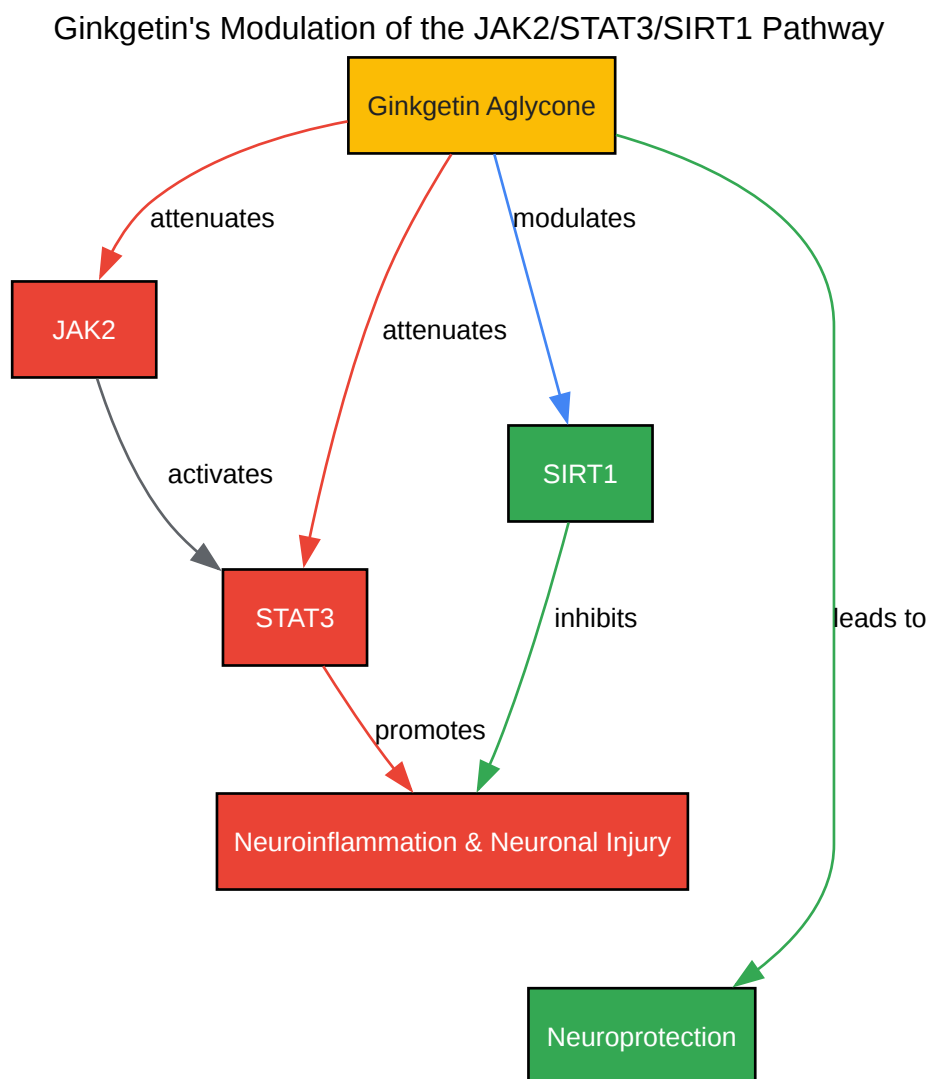 Ginkgetin's Modulation of the JAK2/STAT3/SIRT1 Pathway
Ginkgetin Aglycone
attenuates
modulates
JAK2
attenuates
activates
SIRT1
STAT3
inhibits
leads to
promotes
Neuroinflammation & Neuronal Injury
Neuroprotection